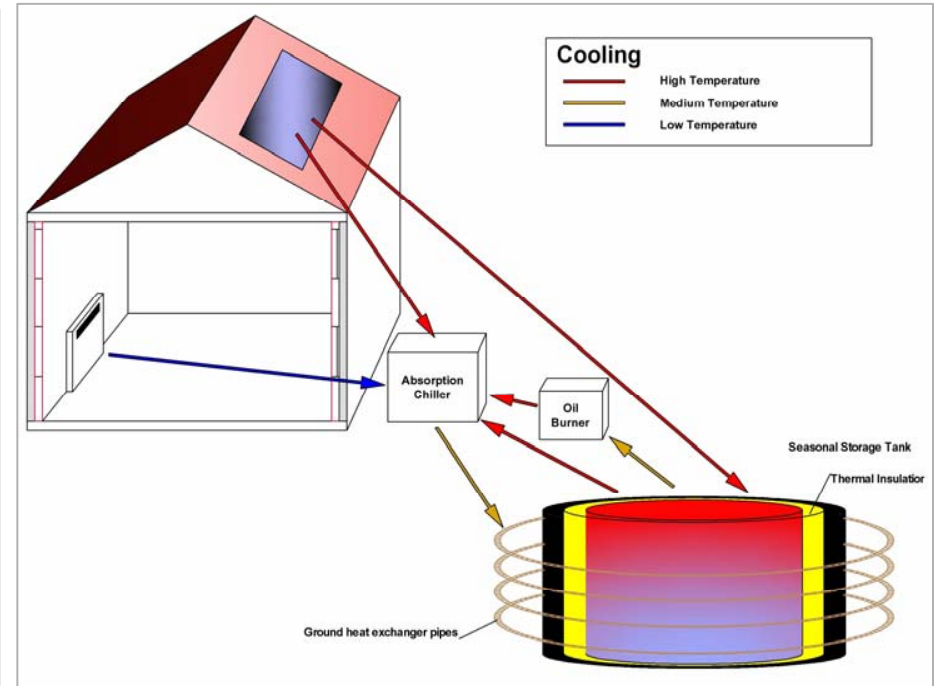 Cooling
High Temperature
Medium Temperature
Low Temperature
Absorption
Chiller
Oil
Burner
Seasonal Storage Tank
Thermal Insulatior
Ground heat exchanger pipes